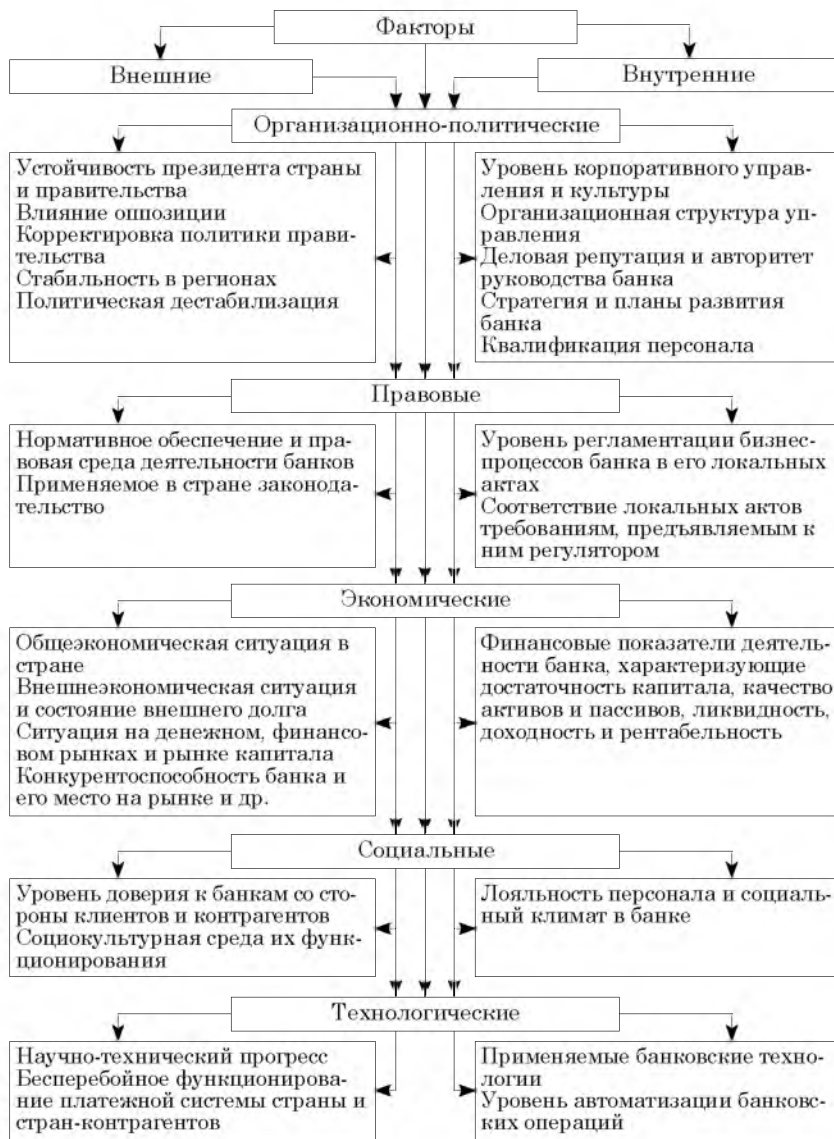 Факторы
Внешние
Внутренние
Организационно-политические
Устойчивость президента страны
и правительства
Влияние оппозиции
Корректировка политики прави-
тельства
Стабильность в регионах
Политическая дестабилизация
Уровень корпоративного управ-
ления и культуры
Организационная структура уп-
равления
Деловая репутация и авторитет
руководства банка
Стратегия и планы развития
банка
Квалификация персонала
Правовые
Нормативное обеспечение и пра-
вовая среда деятельности банков
Применяемое в стране законода-
тельство
Уровень регламентации бизнес-
процессов банка в его локальных
актах
Соответствие локальных актов
требованиям, предъявляемым к
ним регулятором
Экономические
Общеэкономическая ситуация в
стране
Внешнеэкономическая ситуация
и состояние внешнего долга
Ситуация на денежном, финансо-
вом рынках и рынке капитала
Конкурентоспособность банка и
его место на рынке и др.
Финансовые показатели деятель-
ности банка, характеризующие
достаточность капитала, качество
активов и пассивов, ликвидность,
доходность и рентабельность
Социальные
Уровень доверия к банкам со сто-
роны клиентов и контрагентов
Социокультурная среда их функ-
ционирования
Лояльность персонала и социаль-
ный климат в банке
Технологические
Научно-технический прогресс
Бесперебойное функционирова-
ние платежной системы страны и
стран-контрагентов
Применяемые банковские техно-
логии
Уровень автоматизации банковс-
ких операций